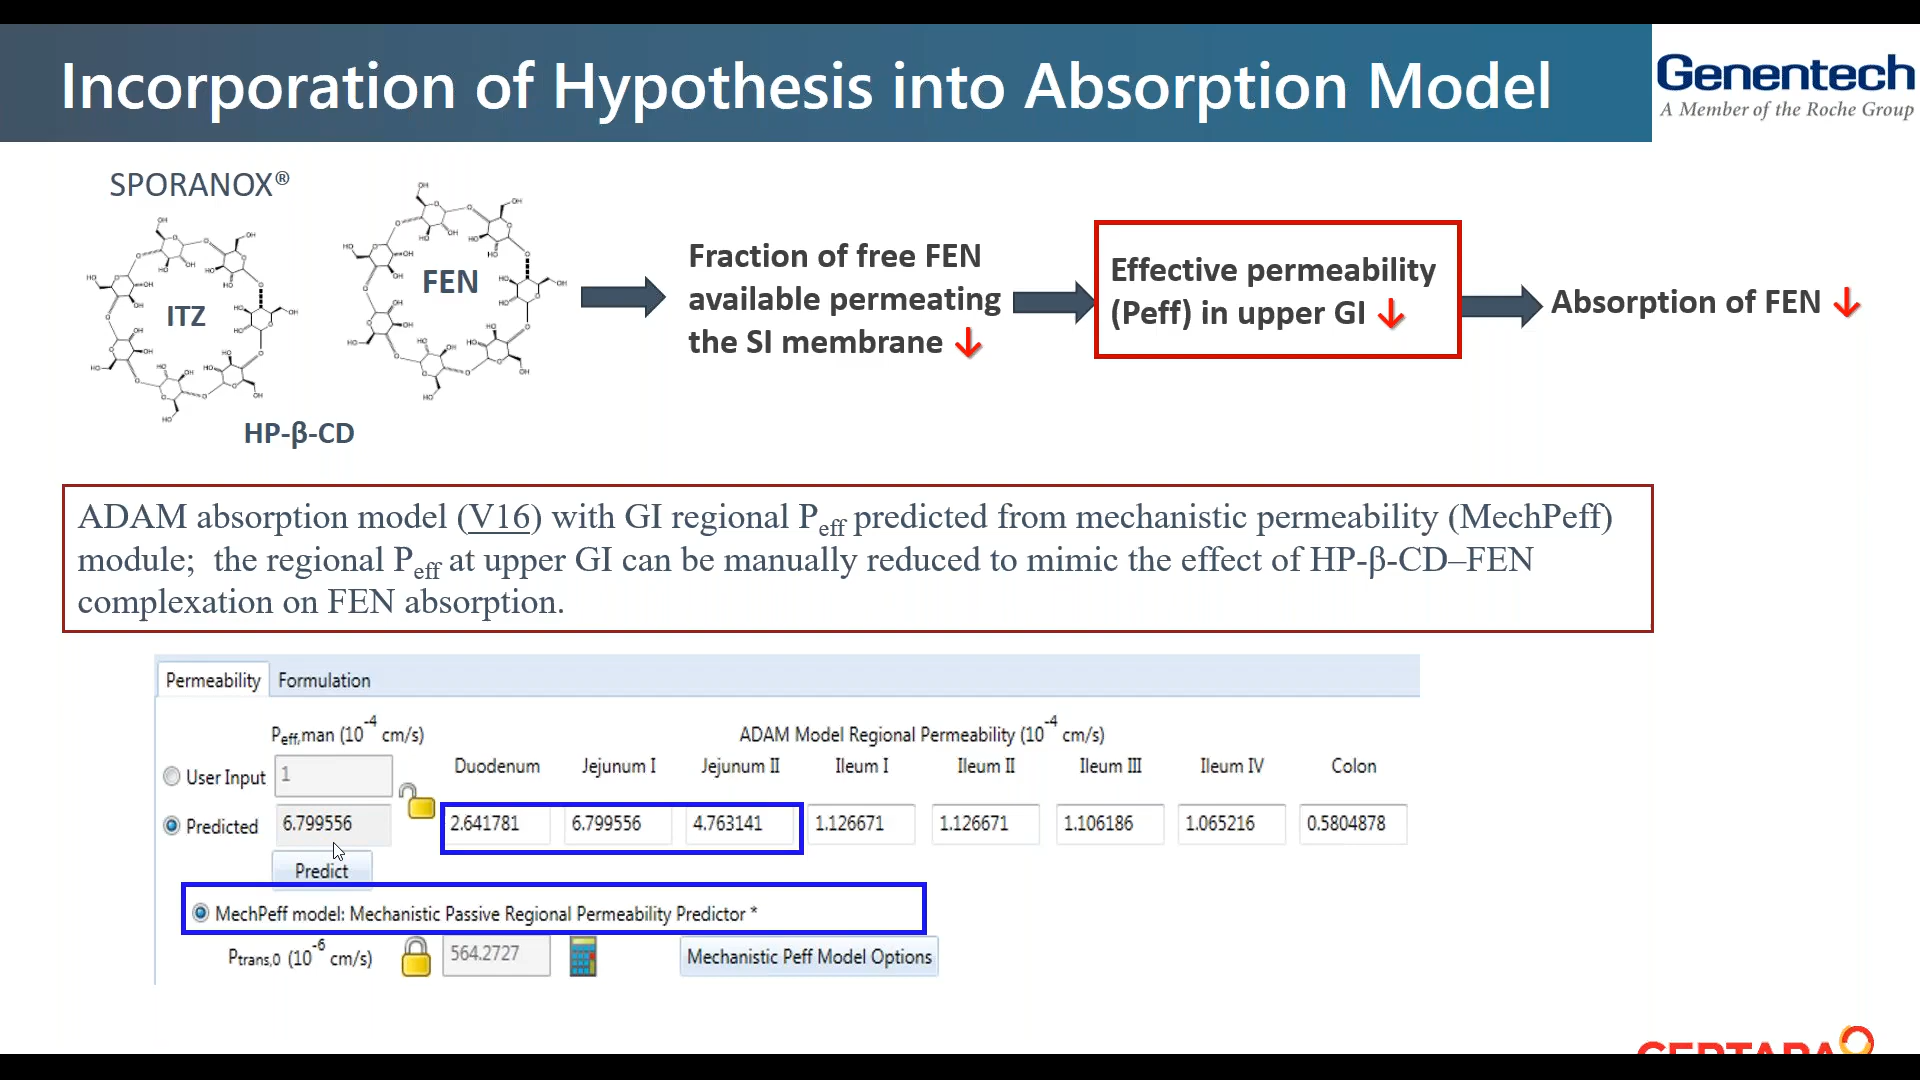 Incorporation of Hypothesis into Absorption Model
Genentech
A Member of the Roche Group
SPORANOX®
ITZ
FEN
HP-β-CD
Fraction of free FEN
available permeating
the SI membrane ↓
Effective permeability
(Peff) in upper GI ↓
Absorption of FEN ↓
ADAM absorption model (V16) with GI regional Peff predicted from mechanistic permeability (MechPeff)
module; the regional Peff at upper GI can be manually reduced to mimic the effect of HP-β-CD–FEN
complexation on FEN absorption.
Permeability Formulation
Peff,man (10-4 cm/s) ADAM Model Regional Permeability (10-4 cm/s)
Duodenum Jejunum I Jejunum II Ileum I Ileum II Ileum III Ileum IV Colon
User Input 1
Predicted 6.799556 2.641781 6.799556 4.763141 1.126671 1.126671 1.106186 1.065216 0.5804878
Predict
MechPeff model: Mechanistic Passive Regional Permeability Predictor *
Ptrans,0 (10-6 cm/s) 564.2727 Mechanistic Peff Model Options
CERTARA